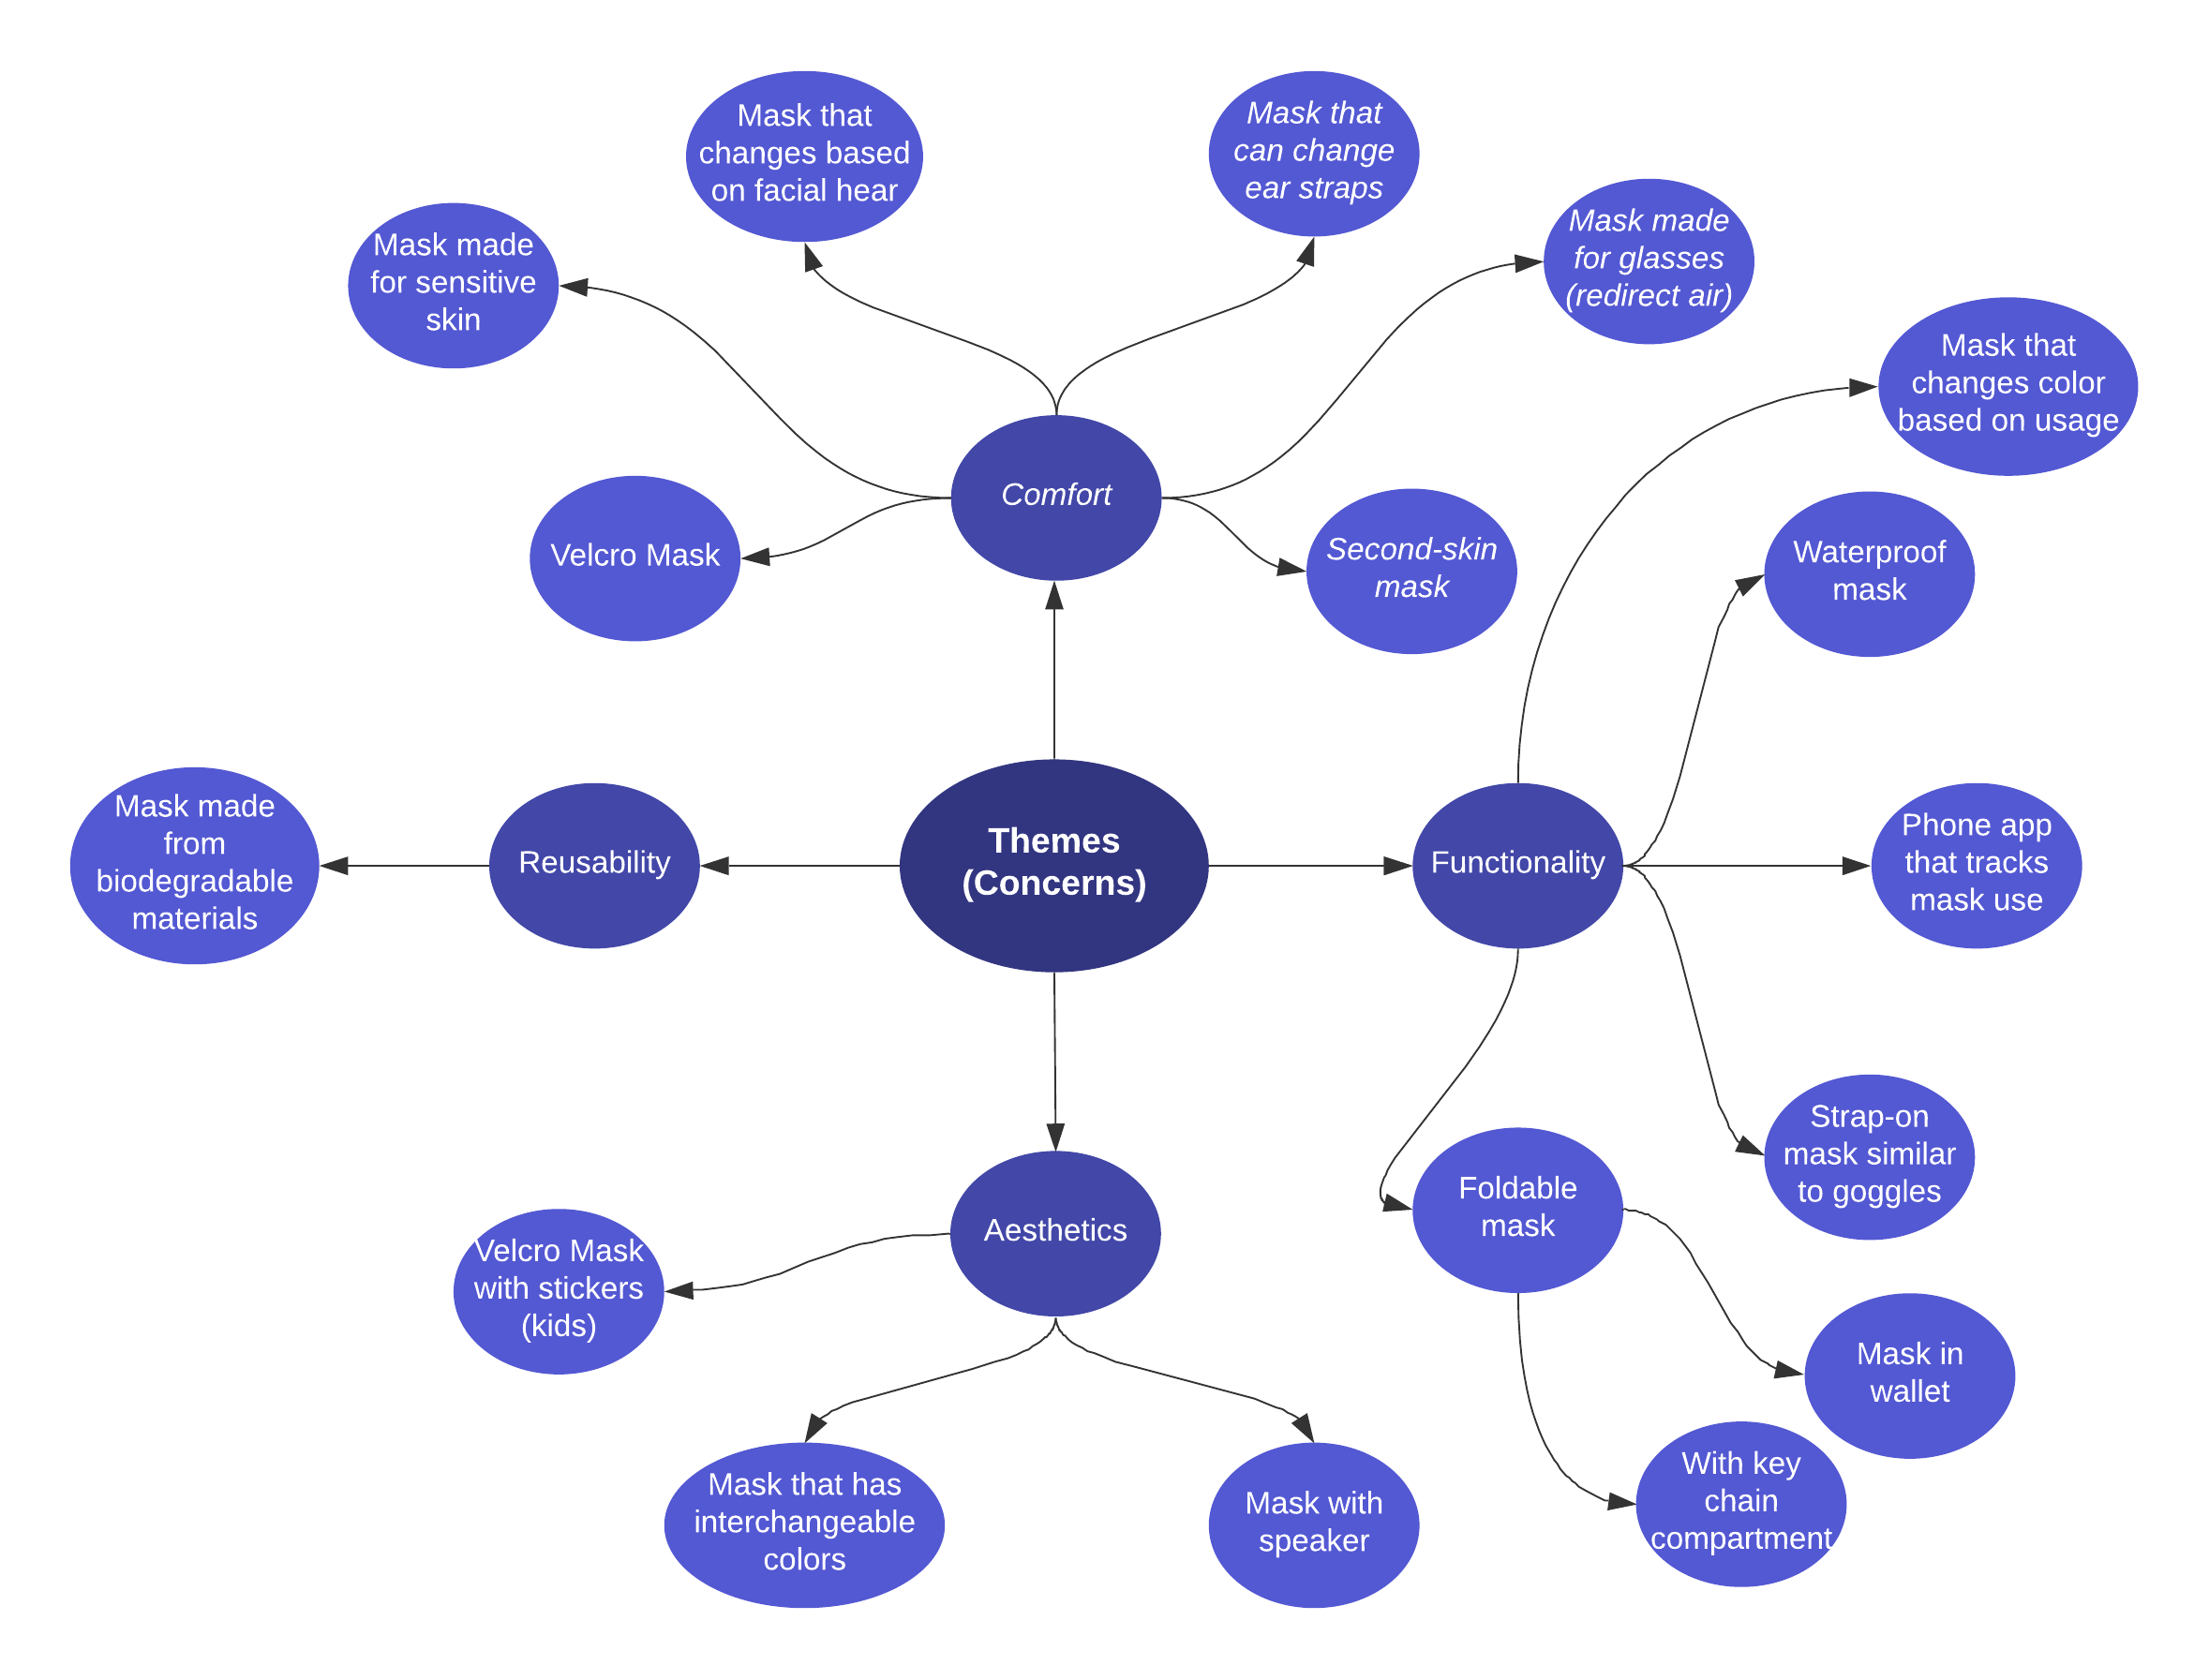 Mask that
changes based
on facial hear
Mask that
can change
ear straps
Mask made
for glasses
(redirect air)
Mask made
for sensitive
skin
Mask that
changes color
based on usage
Comfort
Velcro Mask
Second-skin
mask
Waterproof
mask
Mask made
from
biodegradable
materials
Reusability
Themes
(Concerns)
Functionality
Phone app
that tracks
mask use
Strap-on
mask similar
to goggles
Foldable
mask
Aesthetics
Velcro Mask
with stickers
(kids)
Mask in
wallet
With key
chain
compartment
Mask that has
interchangeable
colors
Mask with
speaker